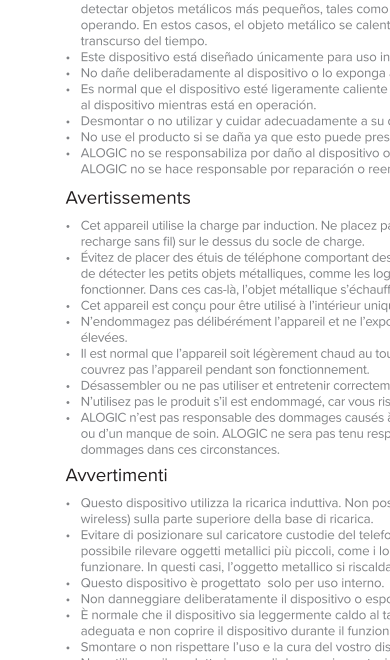 detectar objetos metálicos más pequeños, tales como
operando. En estos casos, el objeto metálico se calent
transcurso del tiempo.
• Este dispositivo está diseñado únicamente para uso in
• No dañe deliberadamente al dispositivo o lo exponga a
• Es normal que el dispositivo esté ligeramente caliente
al dispositivo mientras está en operación.
• Desmontar o no utilizar y cuidar adecuadamente a su d
• No use el producto si se daña ya que esto puede pres
• ALOGIC no se responsabiliza por daño al dispositivo o
ALOGIC no se hace responsable por reparación o reem
Avertissements
• Cet appareil utilise la charge par induction. Ne placez pa
recharge sans fil) sur le dessus du socle de charge.
• Évitez de placer des étuis de téléphone comportant des
de détecter les petits objets métalliques, comme les log
fonctionner. Dans ces cas-là, l’objet métallique s’échauff
• Cet appareil est conçu pour être utilisé à l’intérieur uniqu
• N’endommagez pas délibérément l’appareil et ne l’expo
élevées.
• Il est normal que l’appareil soit légèrement chaud au tou
couvrez pas l’appareil pendant son fonctionnement.
• Désassembler ou ne pas utiliser et entretenir correctem
• N’utilisez pas le produit s’il est endommagé, car vous ris
• ALOGIC n’est pas responsable des dommages causés à
ou d’un manque de soin. ALOGIC ne sera pas tenu resp
dommages dans ces circonstances.
Avvertimenti
• Questo dispositivo utilizza la ricarica induttiva. Non pos
wireless) sulla parte superiore della base di ricarica.
• Evitare di posizionare sul caricatore custodie del telefo
possibile rilevare oggetti metallici più piccoli, come i lo
funzionare. In questi casi, l’oggetto metallico si riscalda
• Questo dispositivo è progettato solo per uso interno.
• Non danneggiare deliberatamente il dispositivo o espo
• È normale che il dispositivo sia leggermente caldo al ta
adeguata e non coprire il dispositivo durante il funzion
• Smontare o non rispettare l’uso e la cura del vostro dis